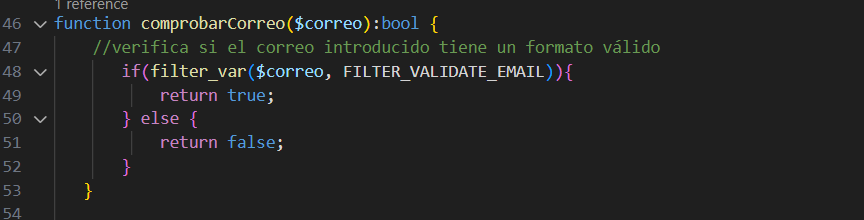 1 reference
46 function comprobarCorreo($correo):bool {
47 //verifica si el correo introducido tiene un formato válido
48 if(filter_var($correo, FILTER_VALIDATE_EMAIL)){
49 return true;
50 } else {
51 return false;
52 }
53 }
54